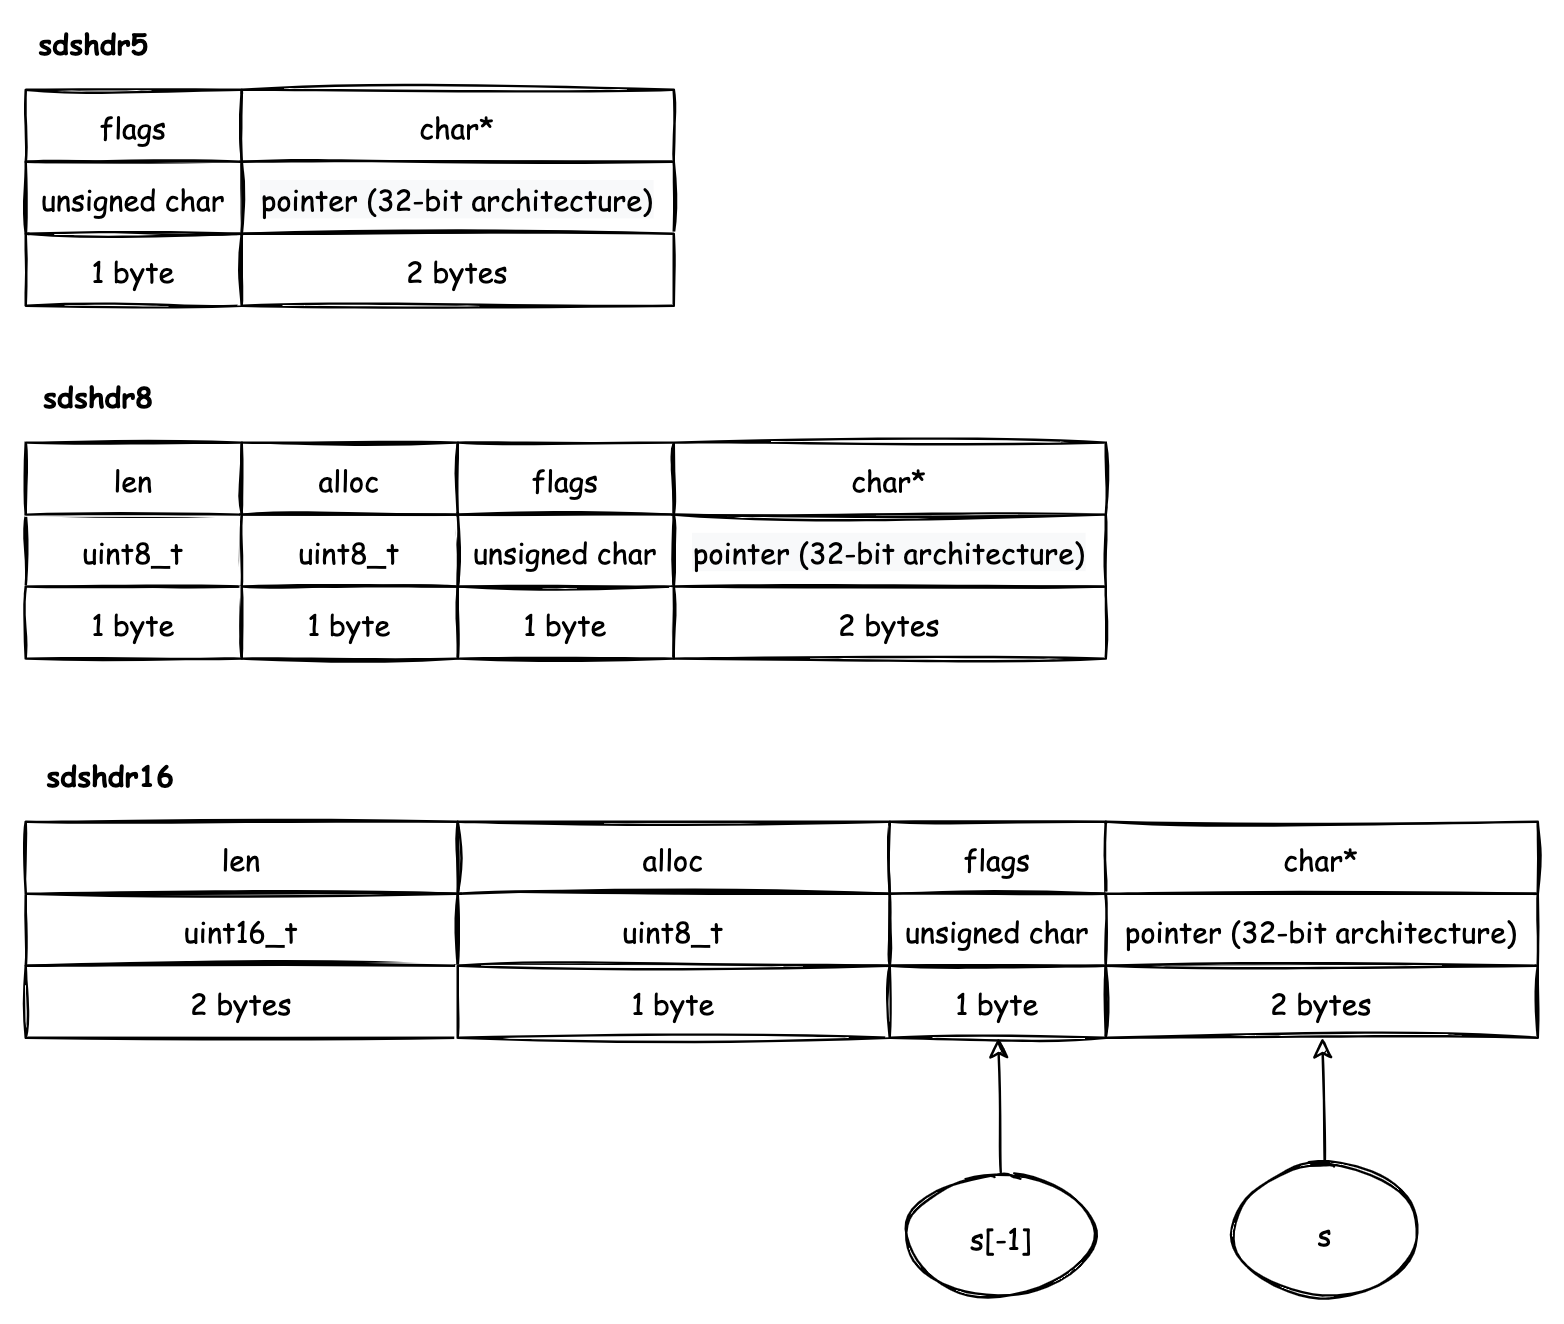 sdshdr5
flags char*
unsigned char pointer (32-bit architecture)
1 byte 2 bytes
sdshdr8
len alloc flags char*
uint8_t uint8_t unsigned char pointer (32-bit architecture)
1 byte 1 byte 1 byte 2 bytes
sdshdr16
len alloc flags char*
uint16_t uint8_t unsigned char pointer (32-bit architecture)
2 bytes 1 byte 1 byte 2 bytes
s[-1] s